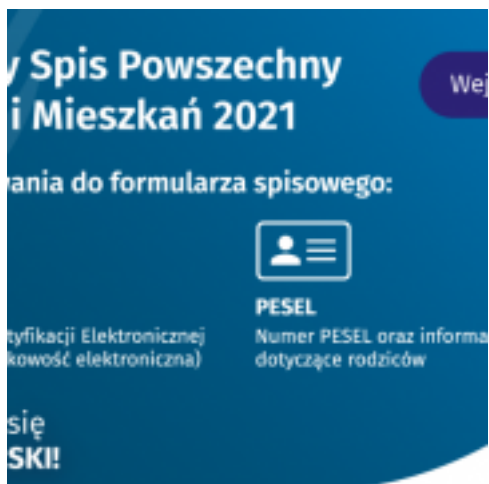 y Spis Powszechny
i Mieszkań 2021
Wej
wania do formularza spisowego:
PESEL
tyfikacji Elektronicznej
kowość elektroniczna)
Numer PESEL oraz informa
dotyczące rodziców
się
SKI!